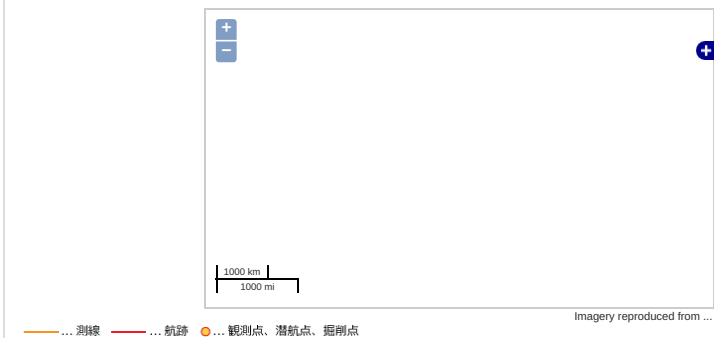 +
−
+
1000 km
1000 mi
Imagery reproduced from ...
... 測線 ... 航跡 ... 観測点、潜航点、掘削点